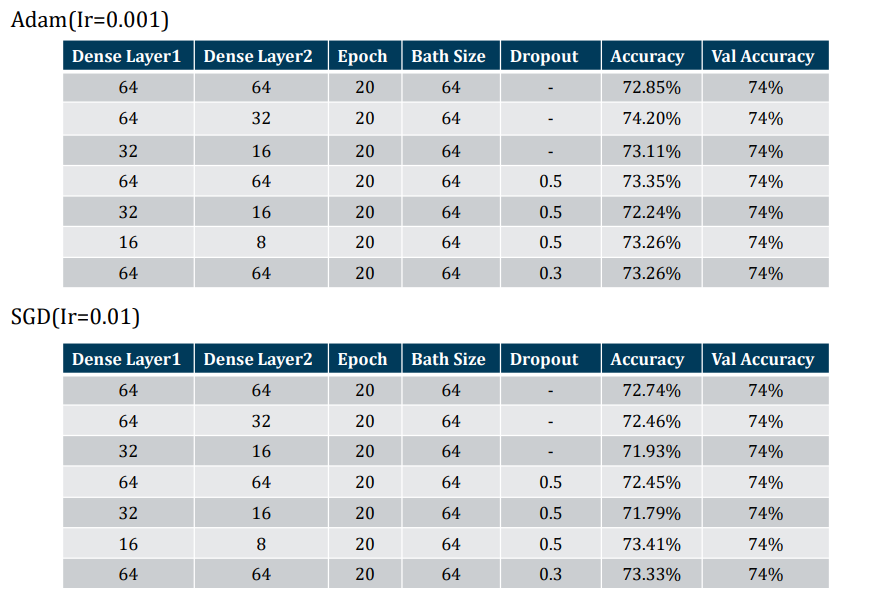 Adam(Ir=0.001)
Dense Layer1 Dense Layer2 Epoch Bath Size Dropout Accuracy Val Accuracy
64 64 20 64 - 72.85% 74%
64 32 20 64 - 74.20% 74%
32 16 20 64 - 73.11% 74%
64 64 20 64 0.5 73.35% 74%
32 16 20 64 0.5 72.24% 74%
16 8 20 64 0.5 73.26% 74%
64 64 20 64 0.3 73.26% 74%
SGD(Ir=0.01)
Dense Layer1 Dense Layer2 Epoch Bath Size Dropout Accuracy Val Accuracy
64 64 20 64 - 72.74% 74%
64 32 20 64 - 72.46% 74%
32 16 20 64 - 71.93% 74%
64 64 20 64 0.5 72.45% 74%
32 16 20 64 0.5 71.79% 74%
16 8 20 64 0.5 73.41% 74%
64 64 20 64 0.3 73.33% 74%